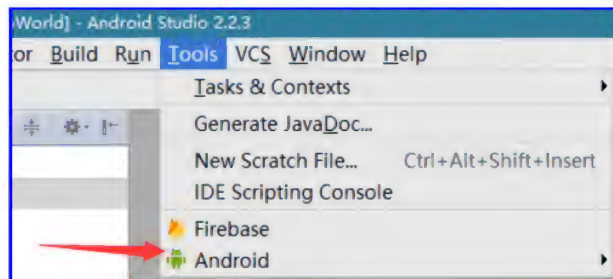 World] - Android Studio 2.2.3
or Build Run Tools VCS Window Help
Tasks & Contexts
Generate JavaDoc...
New Scratch File... Ctrl+Alt+Shift+Insert
IDE Scripting Console
Firebase
Android